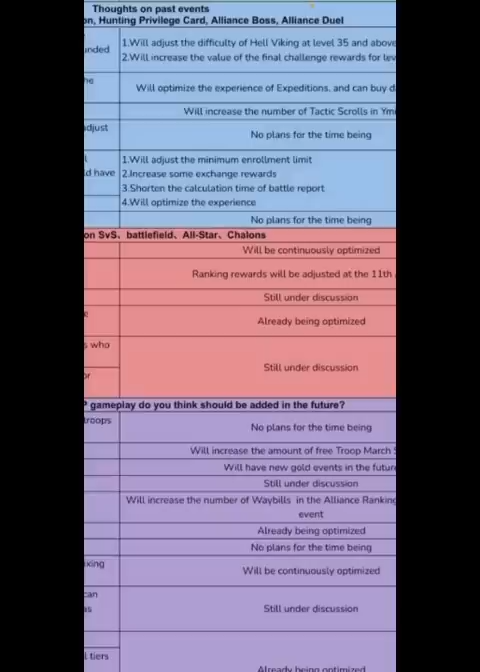 Thoughts on past events
on, Hunting Privilege Card, Alliance Boss, Alliance Duel
1.Will adjust the difficulty of Hell Viking at level 35 and above
unded
2.Will increase the value of the final challenge rewards for lev
he
Will optimize the experience of Expeditions, and can buy d
Will increase the number of Tactic Scrolls in Ym
adjust
No plans for the time being
1.Will adjust the minimum enrollment limit
d have 2.Increase some exchange rewards
3.Shorten the calculation time of battle report
4.Will optimize the experience
No plans for the time being
on SvS、battlefield、All-Star、Chalons
Will be continuously optimized
Ranking rewards will be adjusted at the 11th
Still under discussion
e
Already being optimized
s who
Still under discussion
or
P gameplay do you think should be added in the future?
troops
No plans for the time being
Will increase the amount of free Troop March S
Will have new gold events in the futur
Still under discussion
Will increase the number of Waybills in the Alliance Ranking
event
Already being optimized
No plans for the time being
king
Will be continuously optimized
can
as
Still under discussion
l tiers
Already being optimized